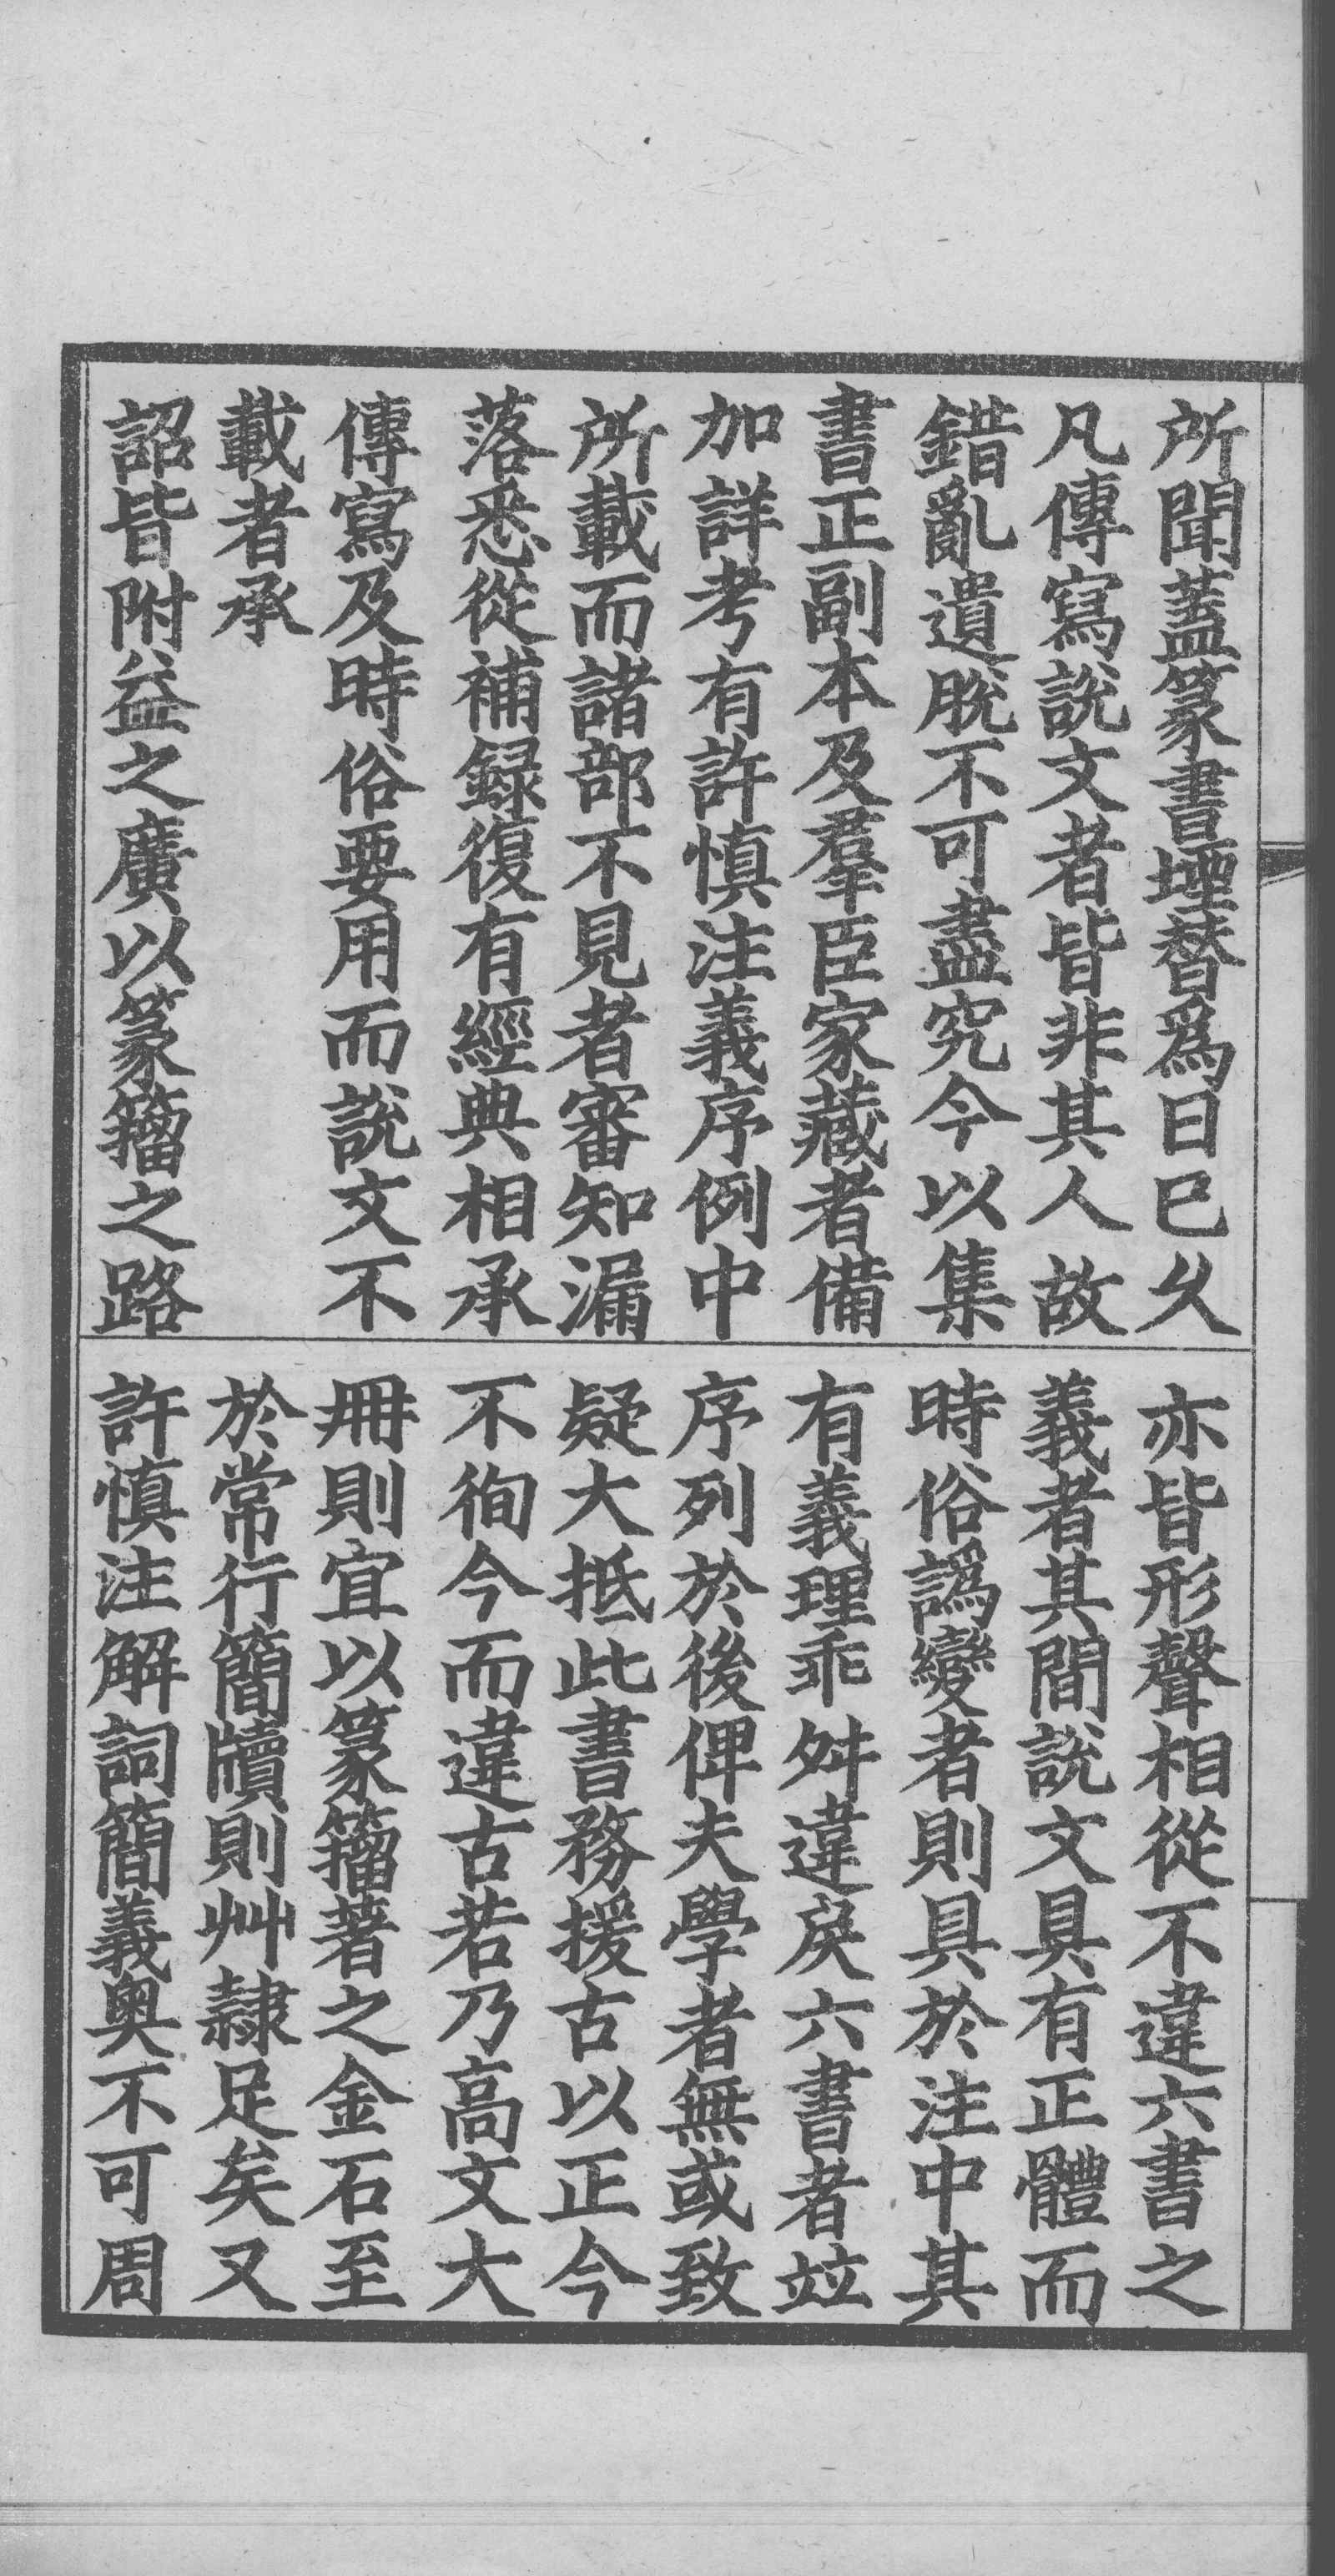 所聞蓋篆書堙替爲日已久
凡傳寫說文者皆非其人故
錯亂遺脫不可盡究今以集
書正副本及羣臣家藏者備
加詳考有許慎注義序例中
所載而諸部不見者審知漏
落悉從補録復有經典相承
傳寫及時俗要用而說文不
載者承
詔皆附益之廣以篆籀之路
亦皆形聲相從不違六書之
義者其間說文具有正體而
時俗譌變者則具於注中其
有義理乖舛違戾六書者竝
序列於後俾夫學者無或致
疑大抵此書務援古以正今
不徇今而違古若乃高文大
冊則宜以篆籀著之金石至
於常行簡牘則艸隸足矣又
許慎注解詞簡義奧不可周